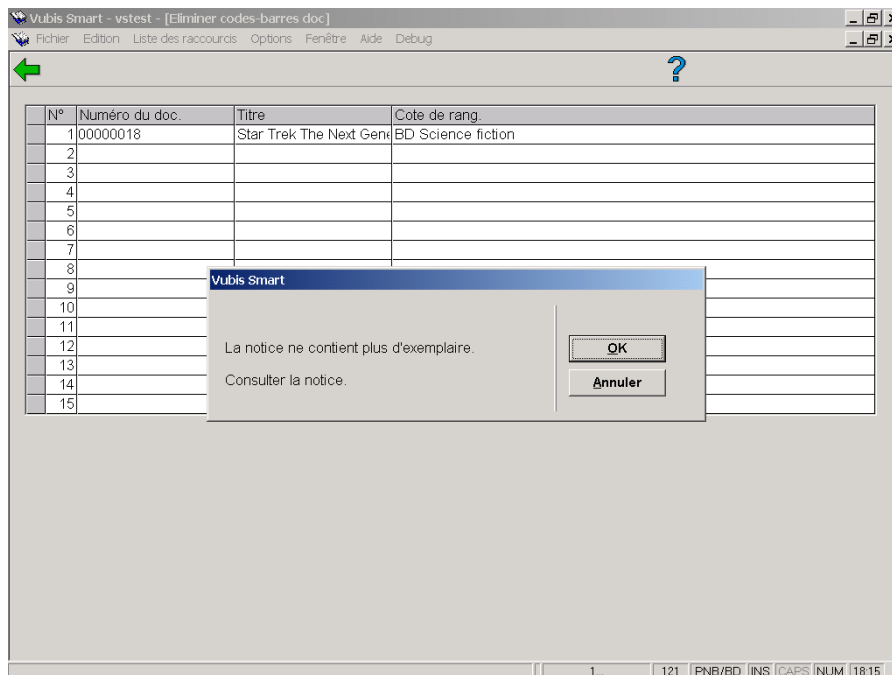 Vubis Smart - vstest - [Eliminer codes-barres doc]
Fichier Edition Liste des raccourcis Options Fenêtre Aide Debug
N° Numéro du doc. Titre Cote de rang.
1 00000018 Star Trek The Next Gene BD Science fiction
2
3
4
5
6
7
8
9
10
11
12
13
14
15
Vubis Smart
La notice ne contient plus d'exemplaire.
Consulter la notice.
OK
Annuler
1... 121 PNB/BD INS CAPS NUM 18:15